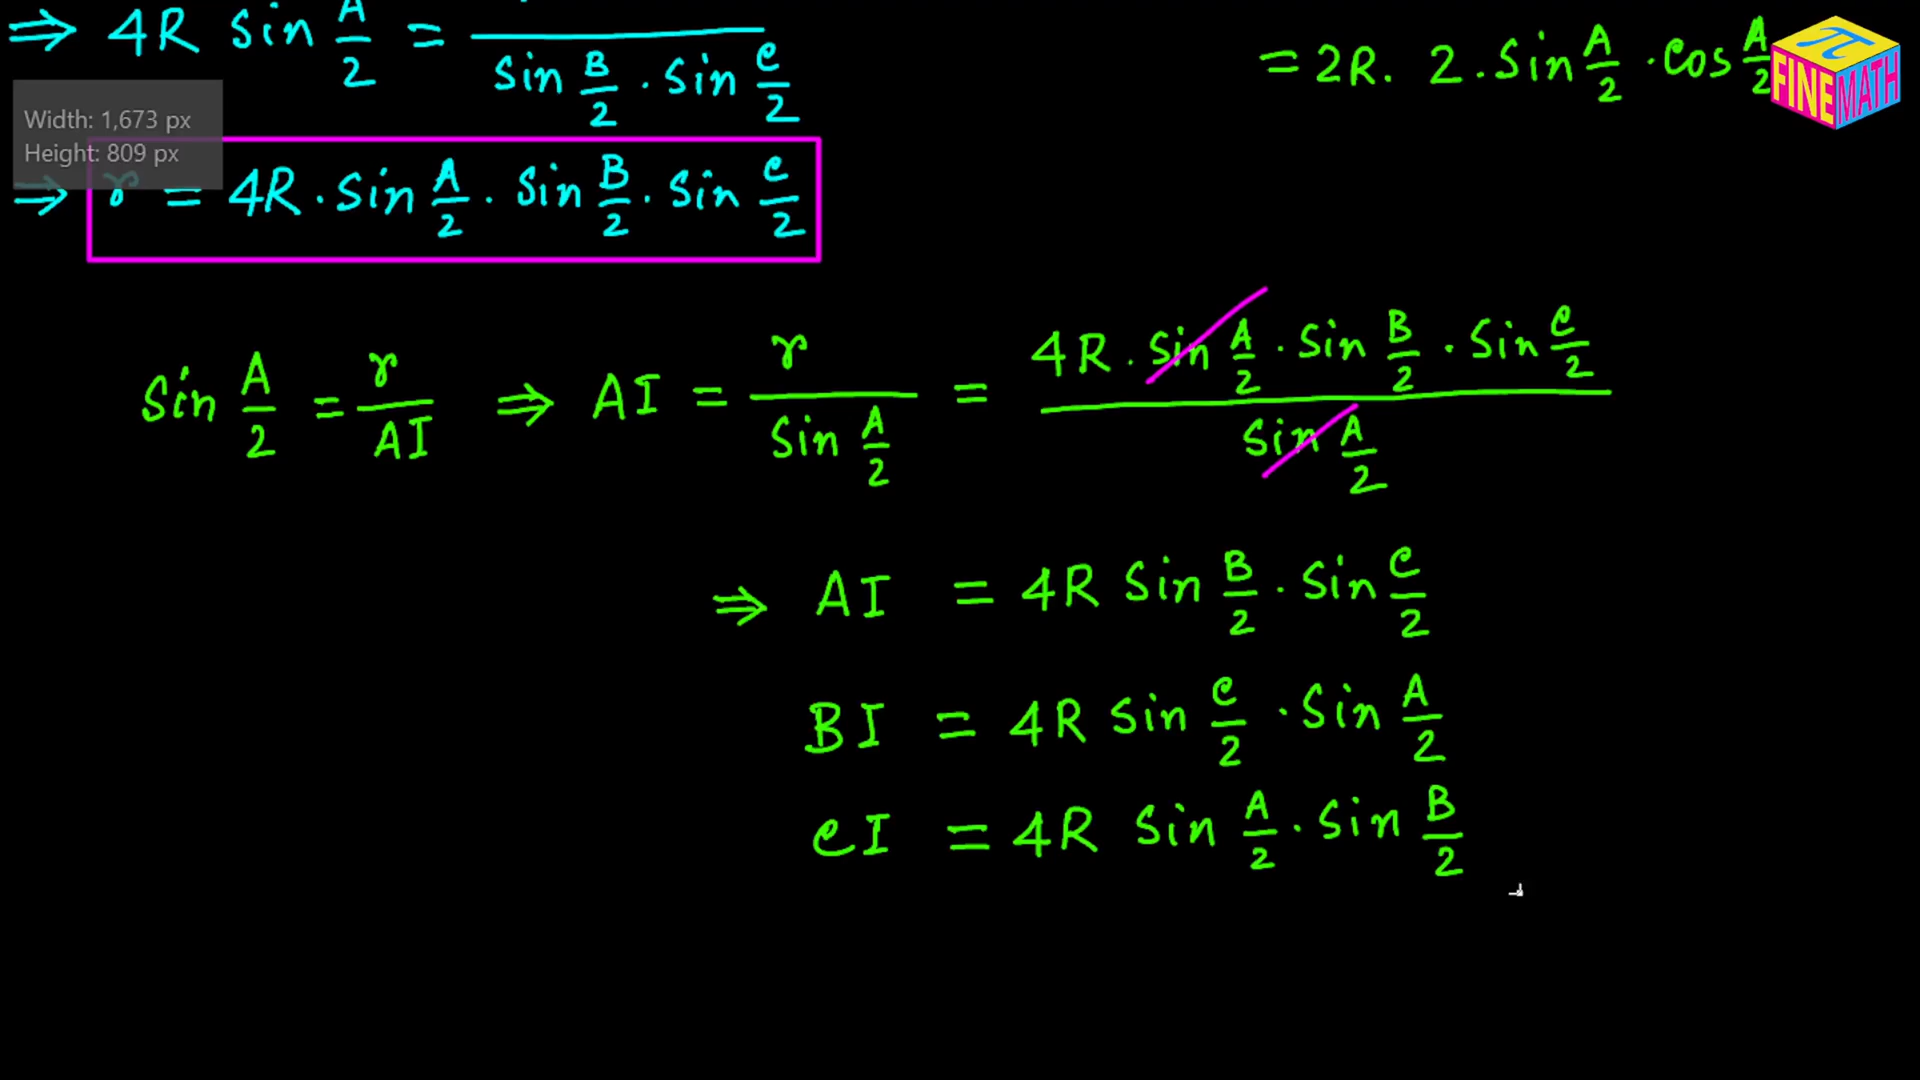 ⇒ 4R sin A/2 = / sin B/2 · sin C/2
= 2R. 2 · sin A/2 · cos A/2
π FINE MATH
Width: 1,673 px
Height: 809 px
⇒ r = 4R · sin A/2 · sin B/2 · sin C/2
sin A/2 = r/AI ⇒ AI = r / sin A/2 = 4R · sin A/2 · sin B/2 · sin C/2 / sin A/2
⇒ AI = 4R sin B/2 · sin C/2
BI = 4R sin C/2 · sin A/2
CI = 4R sin A/2 · sin B/2